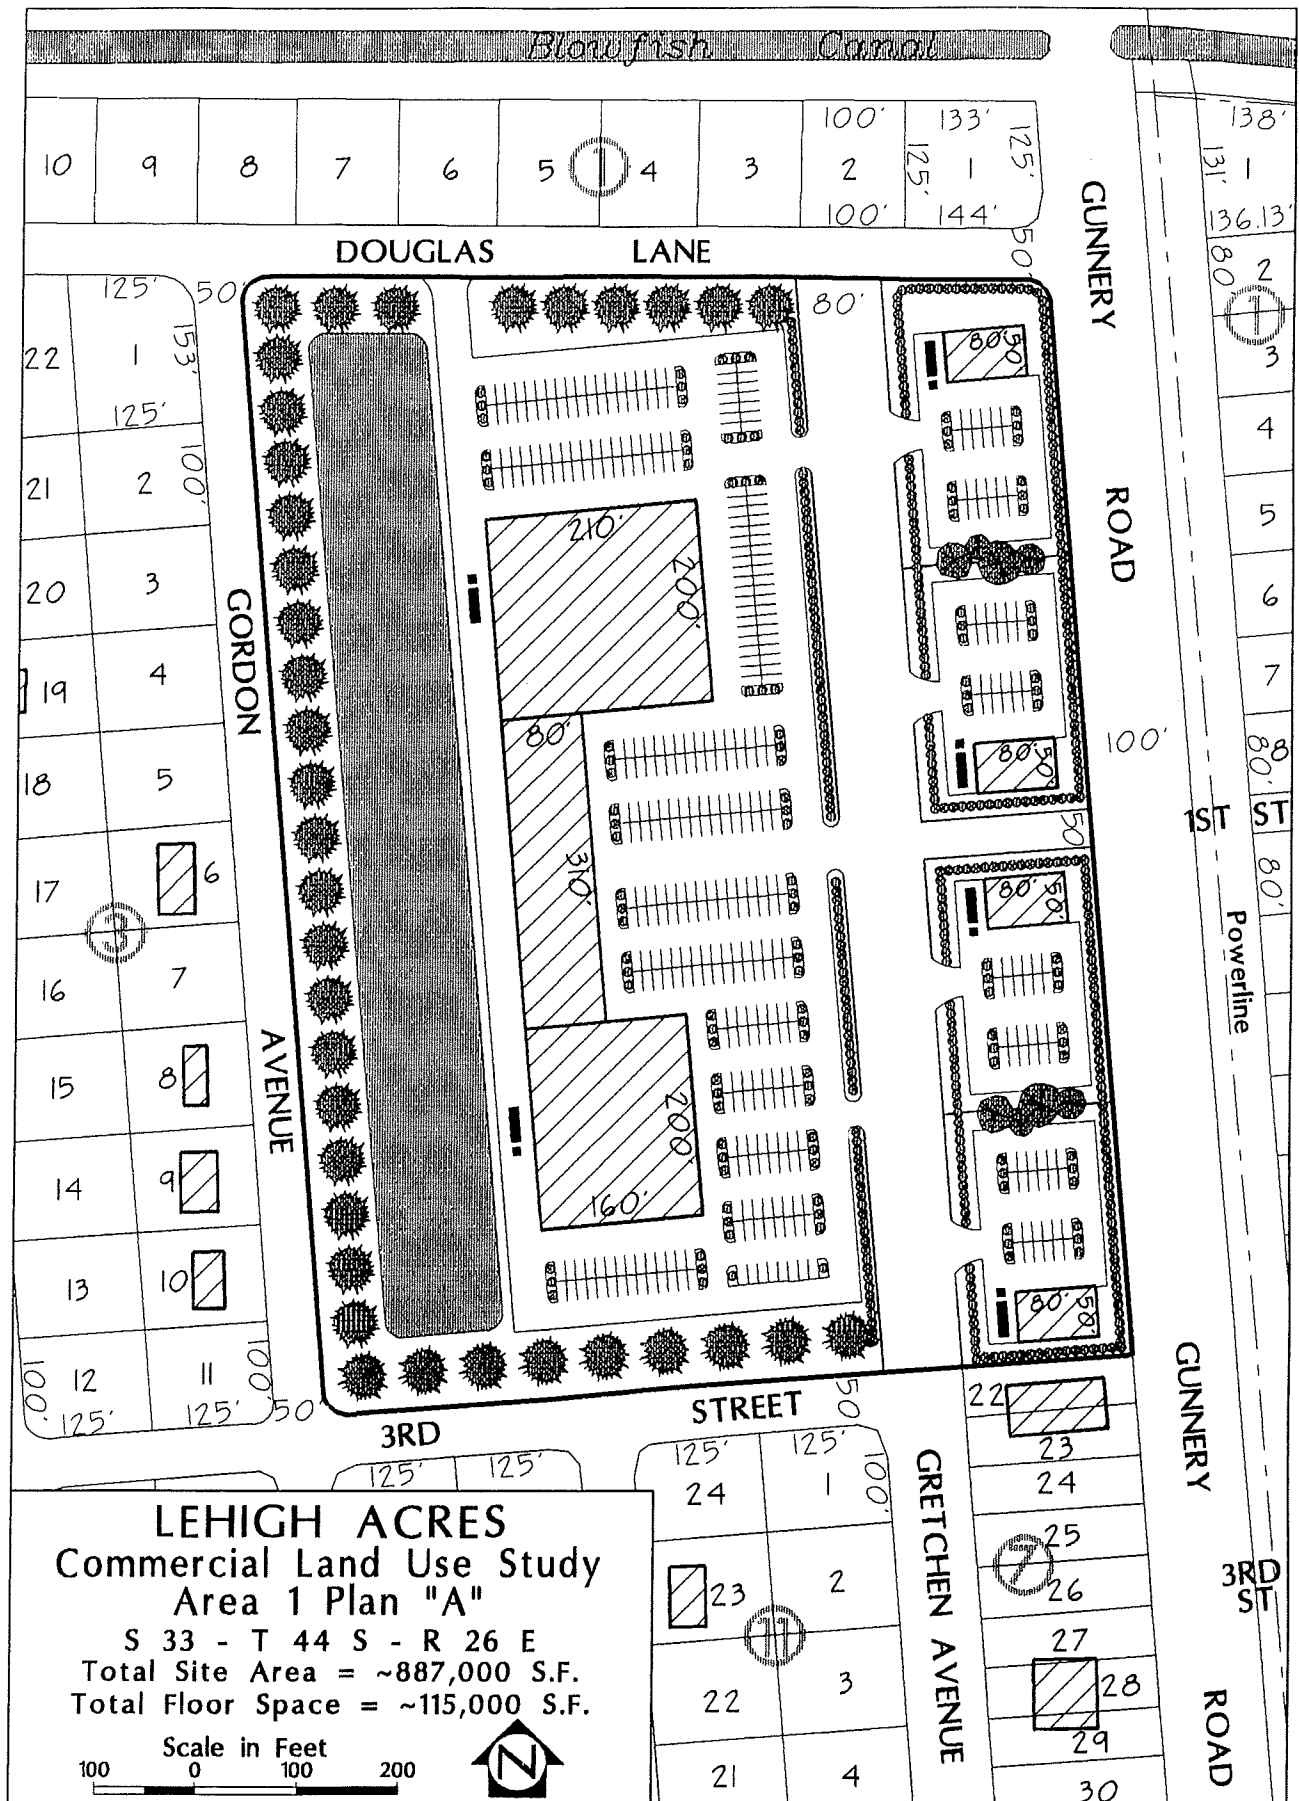 Blowfish Canal
100' 133'
138'
10 9 8 7 6 5 1 4 3 2 125' 1 125'
131' 1
100' 144'
136.13'
GUNNERY
DOUGLAS LANE
50'
80' 2
125' 50'
80'
1
22 1 153'
80' 50'
3
125'
4
21 2 100'
210'
ROAD
5
20 3
200'
6
GORDON
19 4
7
80'
80' 50'
100'
8
80'
18 5
310'
50'
1ST ST
17 6
80' 50'
80'
3
Powerline
16 7
AVENUE
15 8
200'
14 9
160'
13 10
80' 50'
100' 12 11 100'
125' 125' 50'
GUNNERY
22
3RD STREET
50'
23
125' 125'
125' 125'
24 1 100'
24
GRETCHEN AVENUE
25
7
26
3RD
ST
23 2
11
27
22 3
28
29
ROAD
21 4
30
LEHIGH ACRES
Commercial Land Use Study
Area 1 Plan "A"
S 33 - T 44 S - R 26 E
Total Site Area = ~887,000 S.F.
Total Floor Space = ~115,000 S.F.
Scale in Feet
100 0 100 200
N